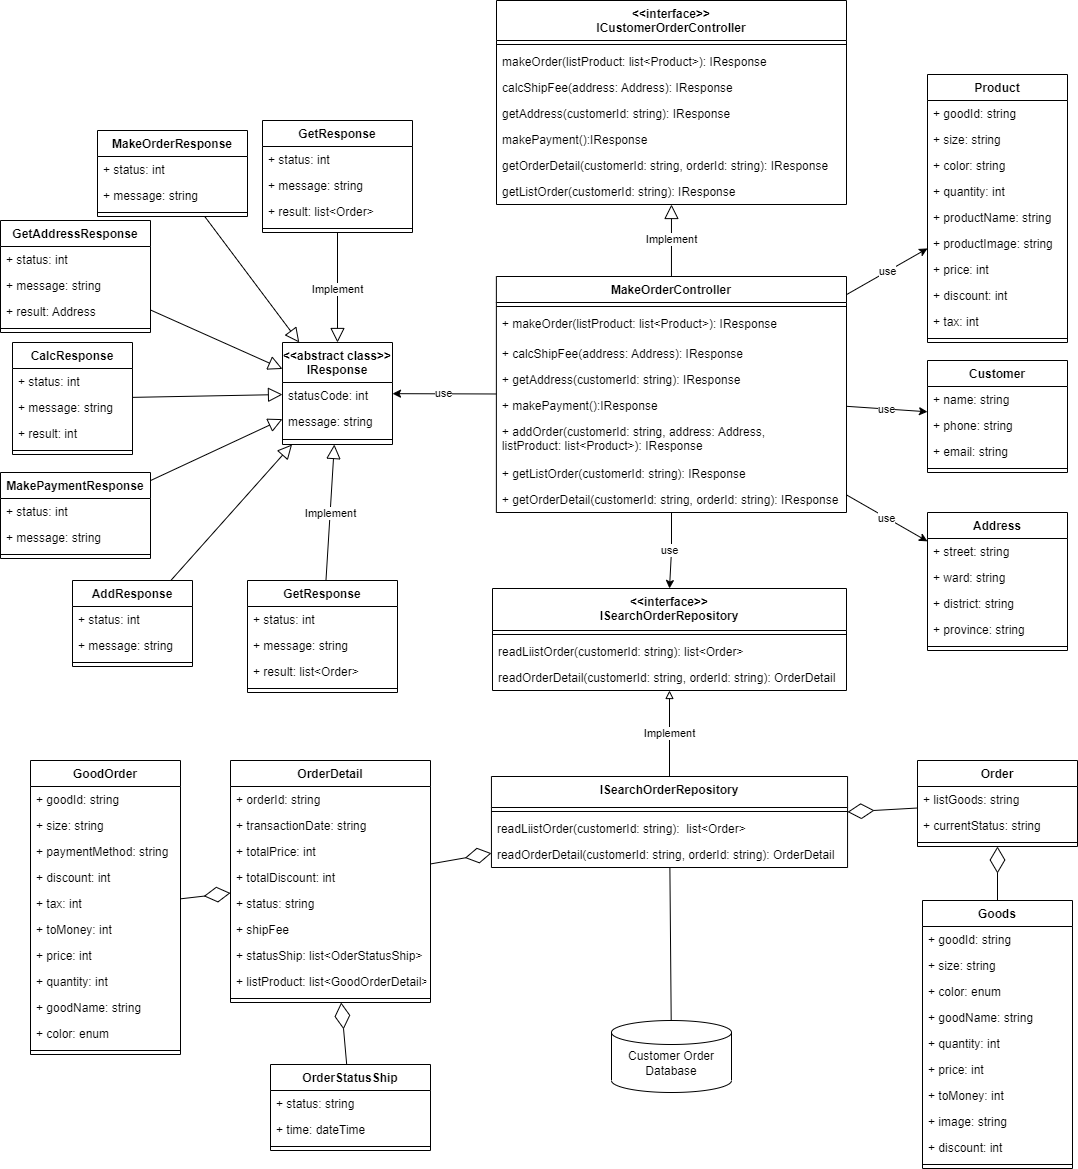 <<interface>>
ICustomerOrderController
makeOrder(listProduct: list<Product>): IResponse
calcShipFee(address: Address): IResponse
getAddress(customerId: string): IResponse
makePayment():IResponse
getOrderDetail(customerId: string, orderId: string): IResponse
getListOrder(customerId: string): IResponse
Implement
MakeOrderResponse
+ status: int
+ message: string
GetResponse
+ status: int
+ message: string
+ result: list<Order>
Implement
GetAddressResponse
+ status: int
+ message: string
+ result: Address
CalcResponse
+ status: int
+ message: string
+ result: int
MakePaymentResponse
+ status: int
+ message: string
AddResponse
+ status: int
+ message: string
GetResponse
+ status: int
+ message: string
+ result: list<Order>
Implement
<<abstract class>>
IResponse
statusCode: int
message: string
use
MakeOrderController
+ makeOrder(listProduct: list<Product>): IResponse
+ calcShipFee(address: Address): IResponse
+ getAddress(customerId: string): IResponse
+ makePayment():IResponse
+ addOrder(customerId: string, address: Address,
listProduct: list<Product>): IResponse
+ getListOrder(customerId: string): IResponse
+ getOrderDetail(customerId: string, orderId: string): IResponse
use
Product
+ goodId: string
+ size: string
+ color: string
+ quantity: int
+ productName: string
+ productImage: string
+ price: int
+ discount: int
+ tax: int
use
Customer
+ name: string
+ phone: string
+ email: string
use
Address
+ street: string
+ ward: string
+ district: string
+ province: string
use
<<interface>>
ISearchOrderRepository
readLiistOrder(customerId: string): list<Order>
readOrderDetail(customerId: string, orderId: string): OrderDetail
Implement
ISearchOrderRepository
readLiistOrder(customerId: string):  list<Order>
readOrderDetail(customerId: string, orderId: string): OrderDetail
GoodOrder
+ goodId: string
+ size: string
+ paymentMethod: string
+ discount: int
+ tax: int
+ toMoney: int
+ price: int
+ quantity: int
+ goodName: string
+ color: enum
OrderDetail
+ orderId: string
+ transactionDate: string
+ totalPrice: int
+ totalDiscount: int
+ status: string
+ shipFee
+ statusShip: list<OderStatusShip>
+ listProduct: list<GoodOrderDetail>
OrderStatusShip
+ status: string
+ time: dateTime
Customer Order
Database
Order
+ listGoods: string
+ currentStatus: string
Goods
+ goodId: string
+ size: string
+ color: enum
+ goodName: string
+ quantity: int
+ price: int
+ toMoney: int
+ image: string
+ discount: int